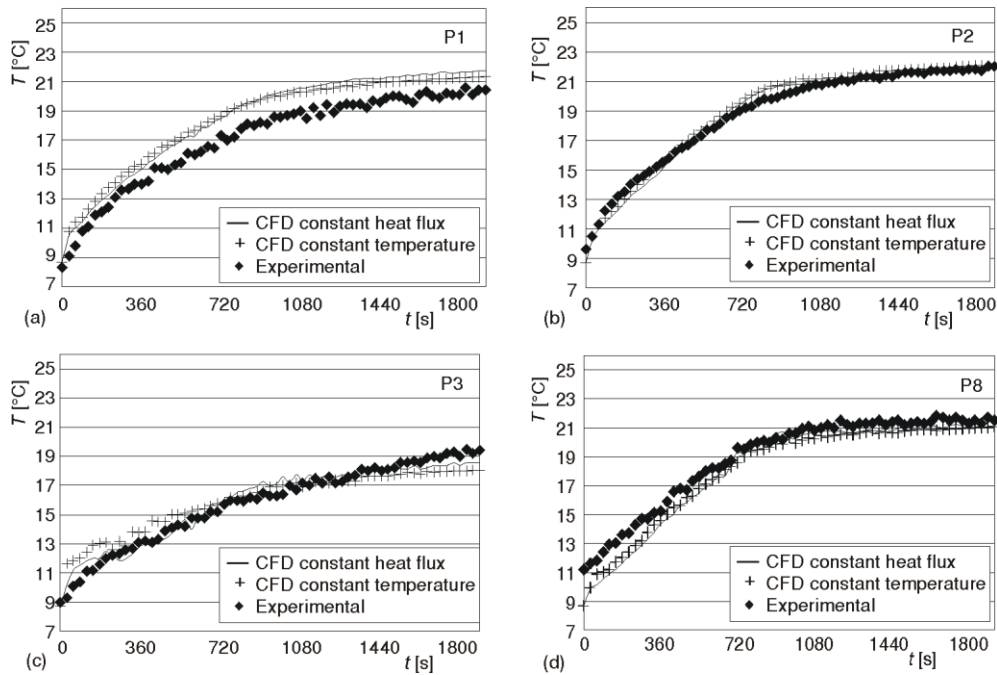 T [°C]
25
23
21
19
17
15
13
11
9
7
P1
CFD constant heat flux
CFD constant temperature
Experimental
0 360 720 1080 1440 1800
(a)
t [s]
T [°C]
25
23
21
19
17
15
13
11
9
7
P2
CFD constant heat flux
CFD constant temperature
Experimental
0 360 720 1080 1440 1800
(b)
t [s]
T [°C]
25
23
21
19
17
15
13
11
9
7
P3
CFD constant heat flux
CFD constant temperature
Experimental
0 360 720 1080 1440 1800
(c)
t [s]
T [°C]
25
23
21
19
17
15
13
11
9
7
P8
CFD constant heat flux
CFD constant temperature
Experimental
0 360 720 1080 1440 1800
(d)
t [s]